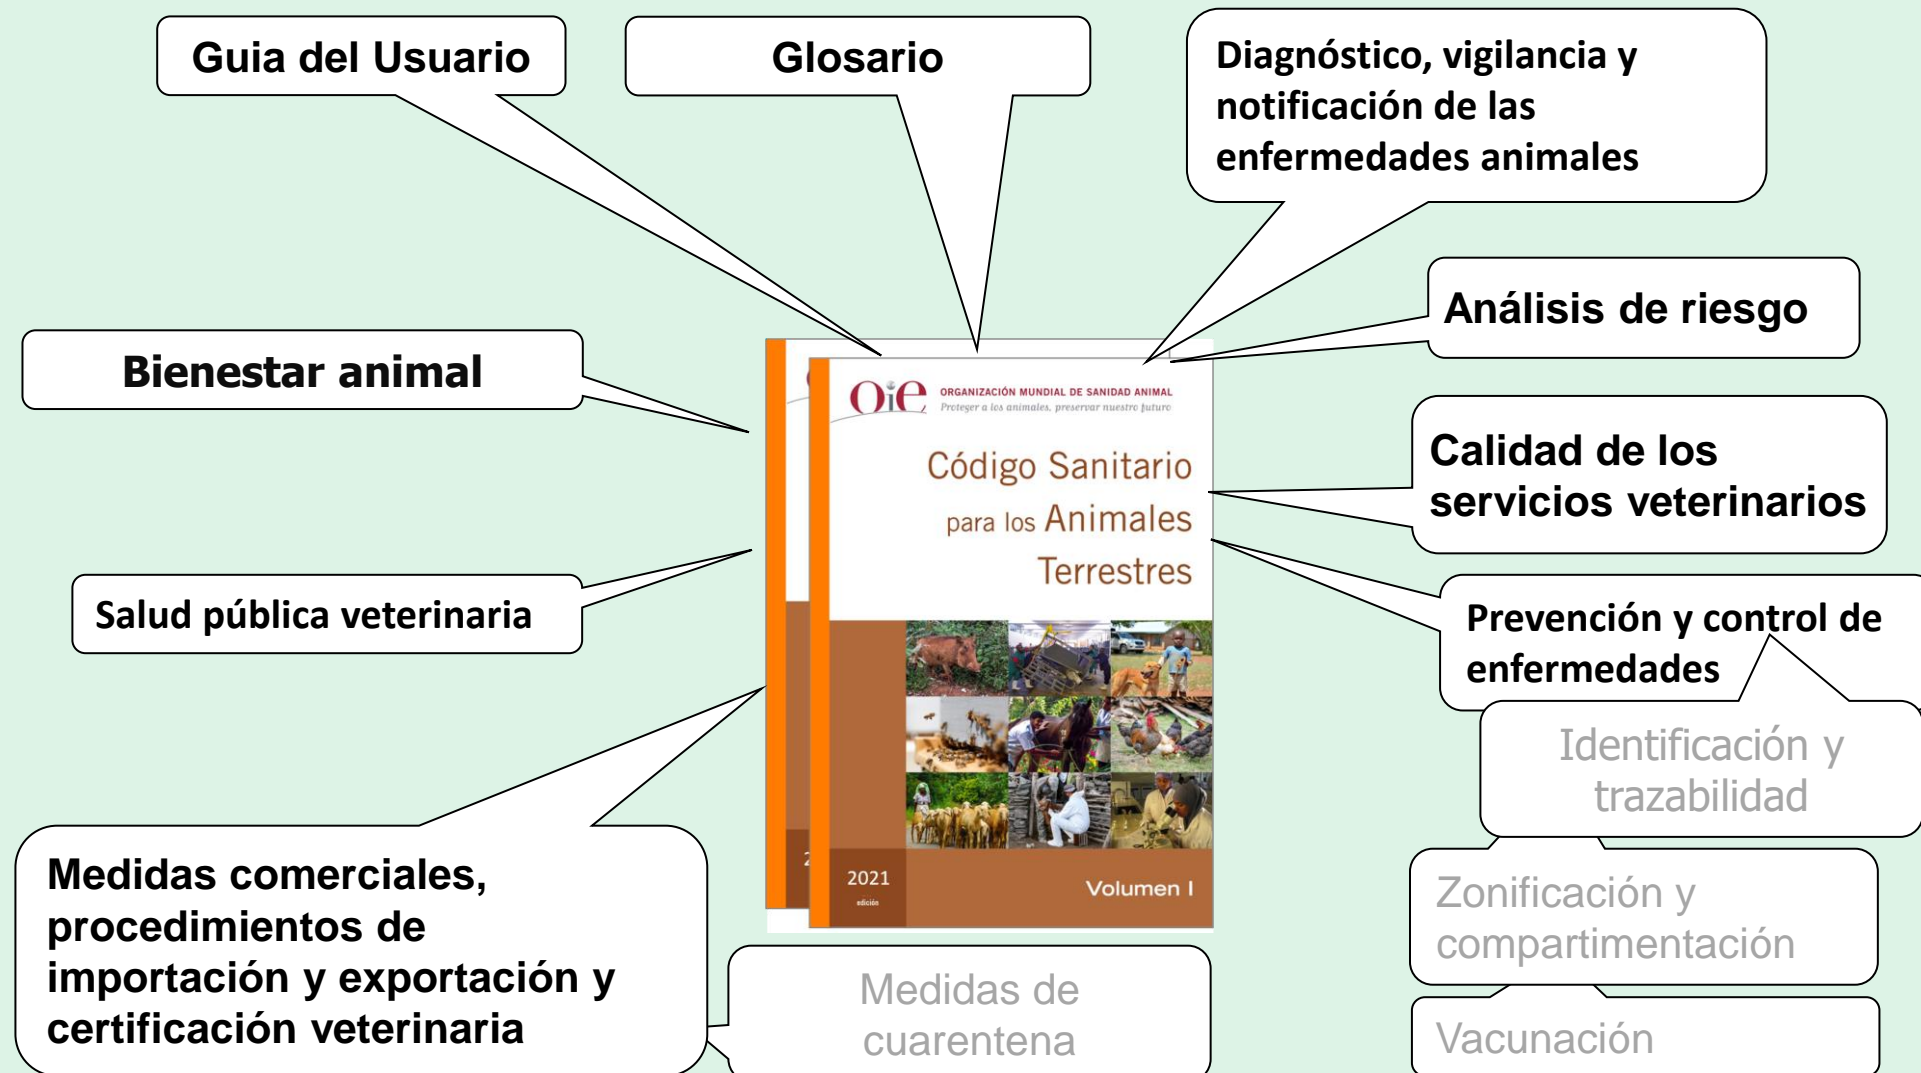 Guia del Usuario
Glosario
Diagnóstico, vigilancia y
notificación de las
enfermedades animales
Análisis de riesgo
Bienestar animal
Oie
ORGANIZACIÓN MUNDIAL DE SANIDAD ANIMAL
Proteger a los animales, preservar nuestro futuro
Código Sanitario
para los Animales
Terrestres
Calidad de los
servicios veterinarios
Salud pública veterinaria
Prevención y control de
enfermedades
Identificación y
trazabilidad
2
2021
edición
Volumen I
Medidas comerciales,
procedimientos de
importación y exportación y
certificación veterinaria
Zonificación y
compartimentación
Medidas de
cuarentena
Vacunación